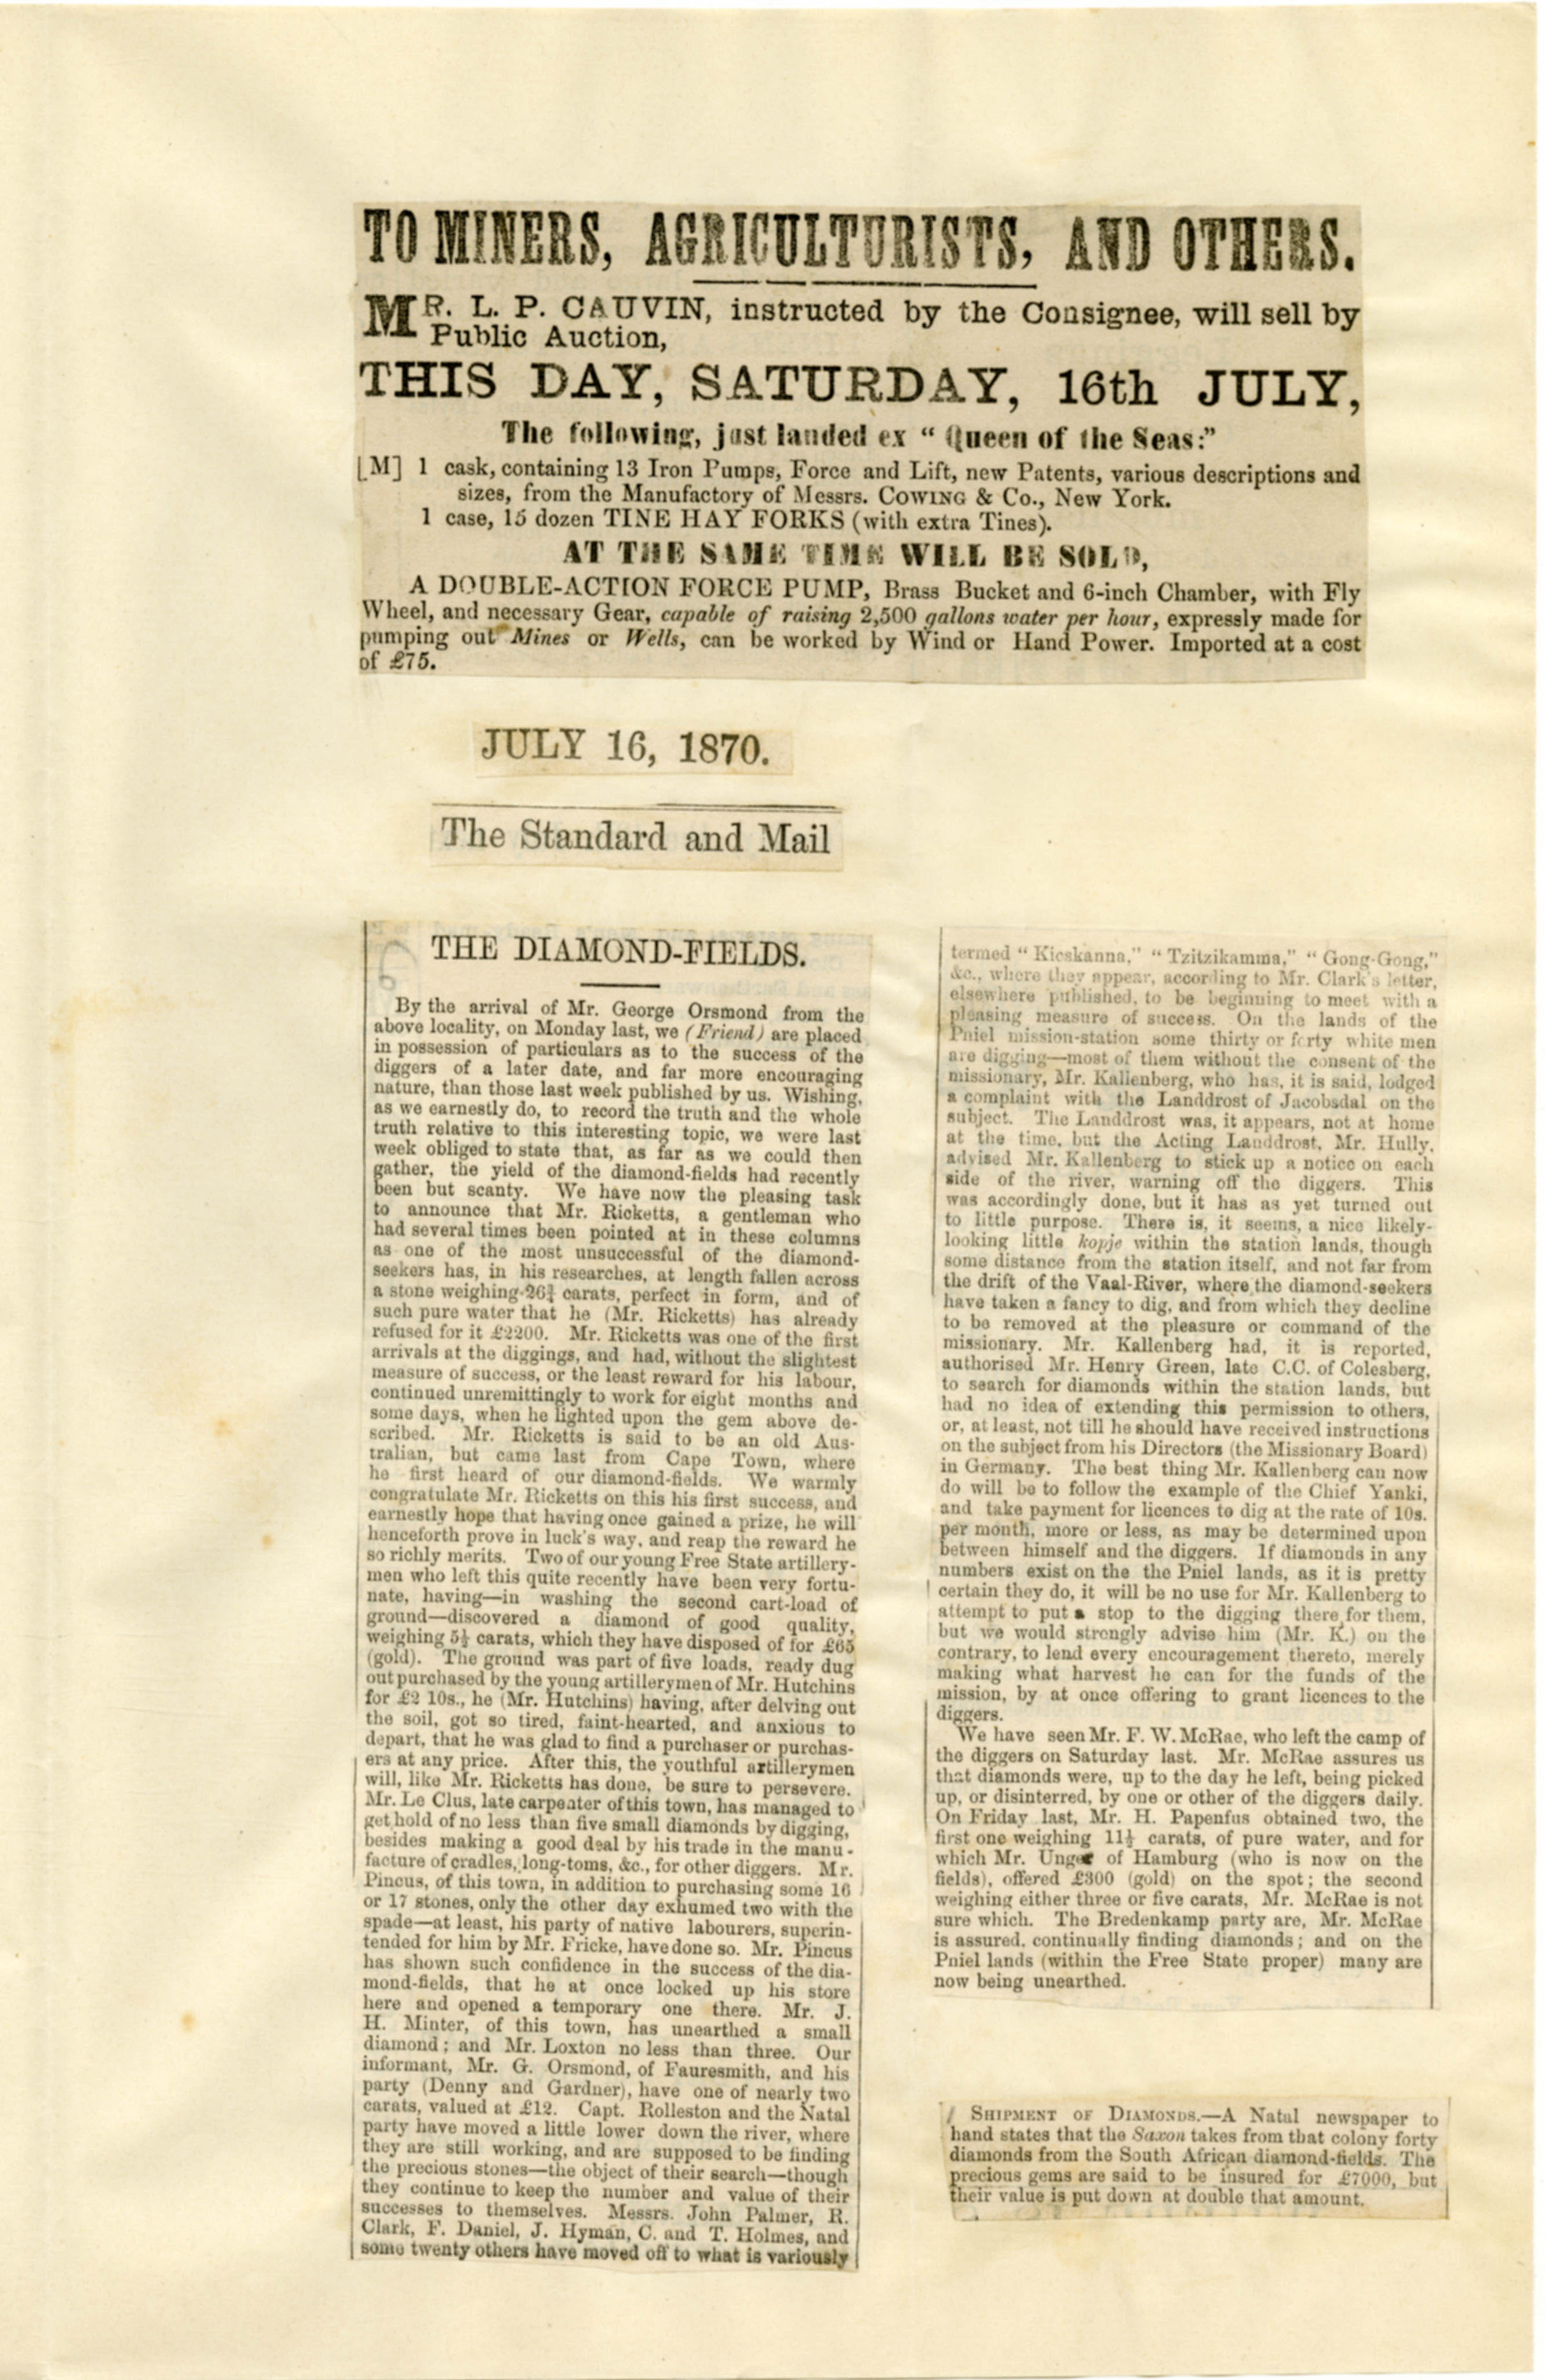 TO MINERS, AGRICULTURISTS, AND OTHERS.
MR. L. P. CAUVIN, instructed by the Consignee, will sell by
Public Auction,
THIS DAY, SATURDAY, 16th JULY,
The following, just landed ex " Queen of the Seas:"
[M] 1 cask, containing 13 Iron Pumps, Force and Lift, new Patents, various descriptions and
sizes, from the Manufactory of Messrs. COWING & Co., New York.
1 case, 15 dozen TINE HAY FORKS (with extra Tines).
AT THE SAME TIME WILL BE SOLD,
A DOUBLE-ACTION FORCE PUMP, Brass Bucket and 6-inch Chamber, with Fly
Wheel, and necessary Gear, capable of raising 2,500 gallons water per hour, expressly made for
pumping out Mines or Wells, can be worked by Wind or Hand Power. Imported at a cost
of £75.
JULY 16, 1870.
The Standard and Mail
THE DIAMOND-FIELDS.
By the arrival of Mr. George Orsmond from the
above locality, on Monday last, we (Friend) are placed
in possession of particulars as to the success of the
diggers of a later date, and far more encouraging
nature, than those last week published by us. Wishing,
as we earnestly do, to record the truth and the whole
truth relative to this interesting topic, we were last
week obliged to state that, as far as we could then
gather, the yield of the diamond-fields had recently
been but scanty. We have now the pleasing task
to announce that Mr. Ricketts, a gentleman who
had several times been pointed at in these columns
as one of the most unsuccessful of the diamond-
seekers has, in his researches, at length fallen across
a stone weighing 26¾ carats, perfect in form, and of
such pure water that he (Mr. Ricketts) has already
refused for it £2200. Mr. Ricketts was one of the first
arrivals at the diggings, and had, without the slightest
measure of success, or the least reward for his labour,
continued unremittingly to work for eight months and
some days, when he lighted upon the gem above de-
scribed. Mr. Ricketts is said to be an old Aus-
tralian, but came last from Cape Town, where
he first heard of our diamond-fields. We warmly
congratulate Mr. Ricketts on this his first success, and
earnestly hope that having once gained a prize, he will
henceforth prove in luck's way, and reap the reward he
so richly merits. Two of our young Free State artillery-
men who left this quite recently have been very fortu-
nate, having—in washing the second cart-load of
ground—discovered a diamond of good quality,
weighing 5½ carats, which they have disposed of for £65
(gold). The ground was part of five loads, ready dug
out purchased by the young artillerymen of Mr. Hutchins
for £2 10s., he (Mr. Hutchins) having, after delving out
the soil, got so tired, faint-hearted, and anxious to
depart, that he was glad to find a purchaser or purchas-
ers at any price. After this, the youthful artillerymen
will, like Mr. Ricketts has done, be sure to persevere.
Mr. Le Clus, late carpenter of this town, has managed to
get hold of no less than five small diamonds by digging,
besides making a good deal by his trade in the manu-
facture of cradles, long-toms, &c., for other diggers. Mr.
Pincus, of this town, in addition to purchasing some 16
or 17 stones, only the other day exhumed two with the
spade—at least, his party of native labourers, superin-
tended for him by Mr. Fricke, have done so. Mr. Pincus
has shown such confidence in the success of the dia-
mond-fields, that he at once locked up his store
here and opened a temporary one there. Mr. J.
H. Minter, of this town, has unearthed a small
diamond; and Mr. Loxton no less than three. Our
informant, Mr. G. Orsmond, of Fauresmith, and his
party (Denny and Gardner), have one of nearly two
carats, valued at £12. Capt. Rolleston and the Natal
party have moved a little lower down the river, where
they are still working, and are supposed to be finding
the precious stones—the object of their search—though
they continue to keep the number and value of their
successes to themselves. Messrs. John Palmer, R.
Clark, F. Daniel, J. Hyman, C. and T. Holmes, and
some twenty others have moved off to what is variously
termed " Kieskanna," " Tzitzikamma," " Gong-Gong,"
&c., where they appear, according to Mr. Clark's letter,
elsewhere published, to be beginning to meet with a
pleasing measure of success. On the lands of the
Pniel mission-station some thirty or forty white men
are digging—most of them without the consent of the
missionary, Mr. Kallenberg, who has, it is said, lodged
a complaint with the Landdrost of Jacobsdal on the
subject. The Landdrost was, it appears, not at home
at the time, but the Acting Landdrost, Mr. Hully,
advised Mr. Kallenberg to stick up a notice on each
side of the river, warning off the diggers. This
was accordingly done, but it has as yet turned out
to little purpose. There is, it seems, a nice likely-
looking little kopje within the station lands, though
some distance from the station itself, and not far from
the drift of the Vaal-River, where the diamond-seekers
have taken a fancy to dig, and from which they decline
to be removed at the pleasure or command of the
missionary. Mr. Kallenberg had, it is reported,
authorised Mr. Henry Green, late C.C. of Colesberg,
to search for diamonds within the station lands, but
had no idea of extending this permission to others,
or, at least, not till he should have received instructions
on the subject from his Directors (the Missionary Board)
in Germany. The best thing Mr. Kallenberg can now
do will be to follow the example of the Chief Yanki,
and take payment for licences to dig at the rate of 10s.
per month, more or less, as may be determined upon
between himself and the diggers. If diamonds in any
numbers exist on the the Pniel lands, as it is pretty
certain they do, it will be no use for Mr. Kallenberg to
attempt to put a stop to the digging there for them,
but we would strongly advise him (Mr. K.) on the
contrary, to lend every encouragement thereto, merely
making what harvest he can for the funds of the
mission, by at once offering to grant licences to the
diggers.
We have seen Mr. F. W. McRae, who left the camp of
the diggers on Saturday last. Mr. McRae assures us
that diamonds were, up to the day he left, being picked
up, or disinterred, by one or other of the diggers daily.
On Friday last, Mr. H. Papenfus obtained two, the
first one weighing 11½ carats, of pure water, and for
which Mr. Unger of Hamburg (who is now on the
fields), offered £300 (gold) on the spot; the second
weighing either three or five carats, Mr. McRae is not
sure which. The Bredenkamp party are, Mr. McRae
is assured, continually finding diamonds; and on the
Pniel lands (within the Free State proper) many are
now being unearthed.
SHIPMENT OF DIAMONDS.—A Natal newspaper to
hand states that the Saxon takes from that colony forty
diamonds from the South African diamond-fields. The
precious gems are said to be insured for £7000, but
their value is put down at double that amount.